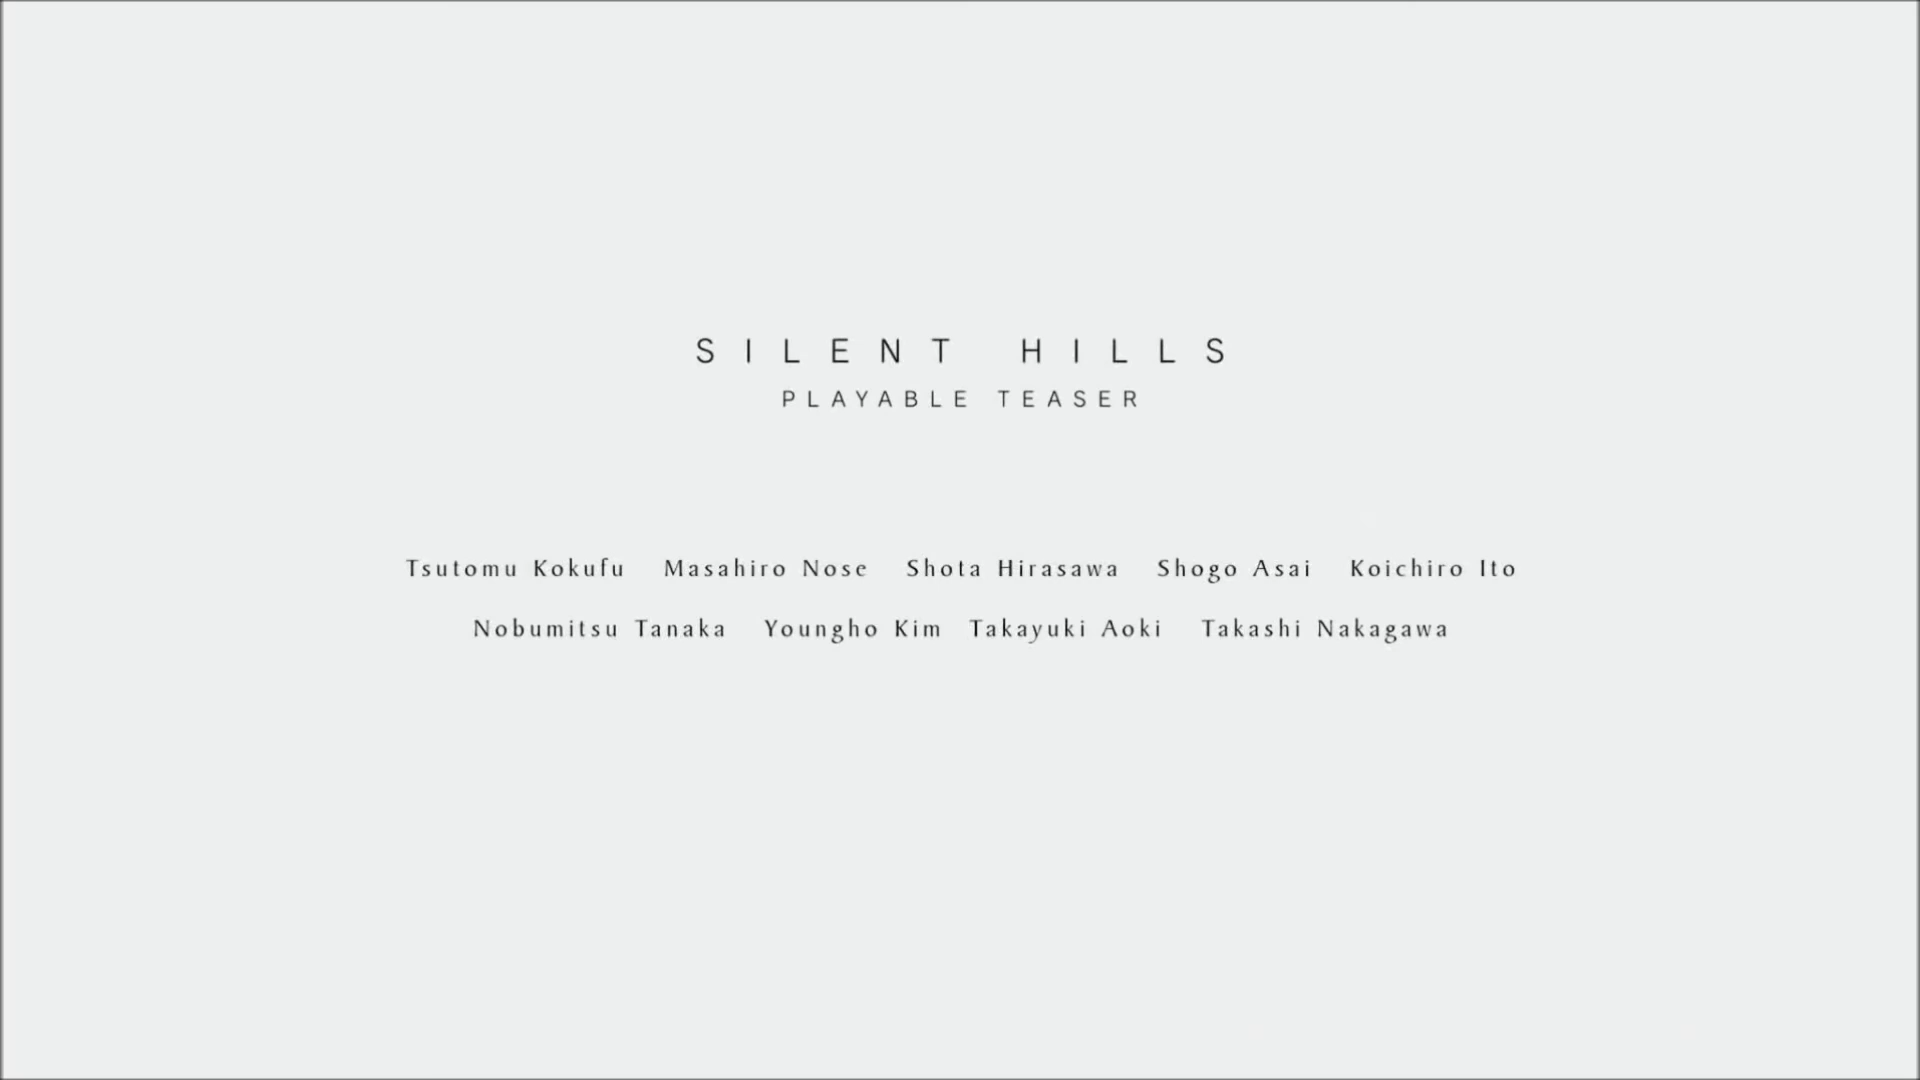 SILENT HILLS
PLAYABLE TEASER
Tsutomu Kokufu Masahiro Nose Shota Hirasawa Shogo Asai Koichiro Ito
Nobumitsu Tanaka Youngho Kim Takayuki Aoki Takashi Nakagawa